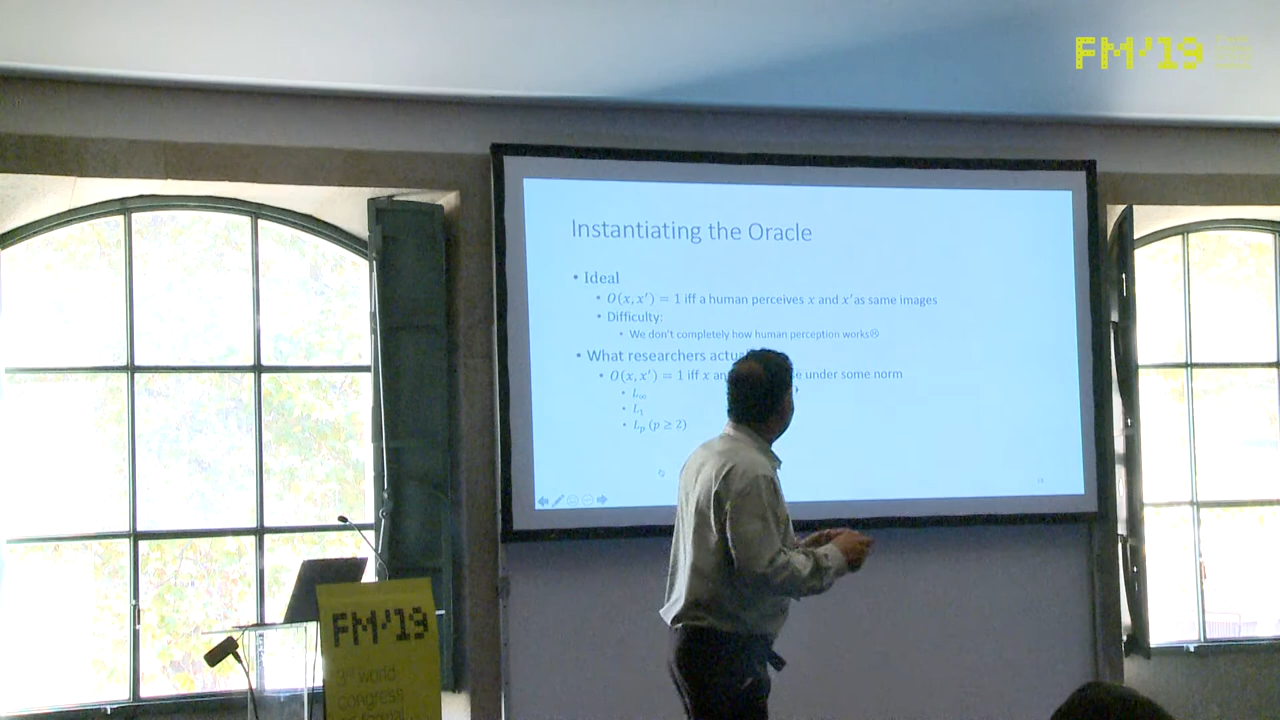 FM'19
Instantiating the Oracle
• Ideal
• O(x, x′) = 1 iff a human perceives x and x′ as same images
• Difficulty:
• We don't completely how human perception works☹
• What researchers actu
• O(x, x′) = 1 iff x an e under some norm
• L∞
• L₁
• Lₚ (p ≥ 2)
FM'19
3rd world
congress